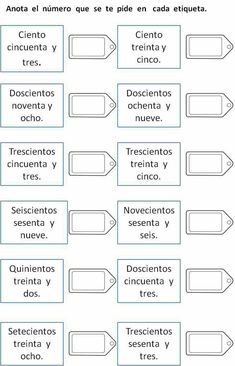 Anota el número que se te pide en cada etiqueta.
Ciento
cincuenta y
tres.
Ciento
treinta y
cinco.
Doscientos
noventa y
ocho.
Doscientos
ochenta y
nueve.
Trescientos
cincuenta y
tres.
Trescientos
treinta y
cinco.
Seiscientos
sesenta y
nueve.
Novecientos
sesenta y
seis.
Quinientos
treinta y
dos.
Doscientos
cincuenta y
tres.
Setecientos
treinta y
ocho.
Trescientos
sesenta y
tres.